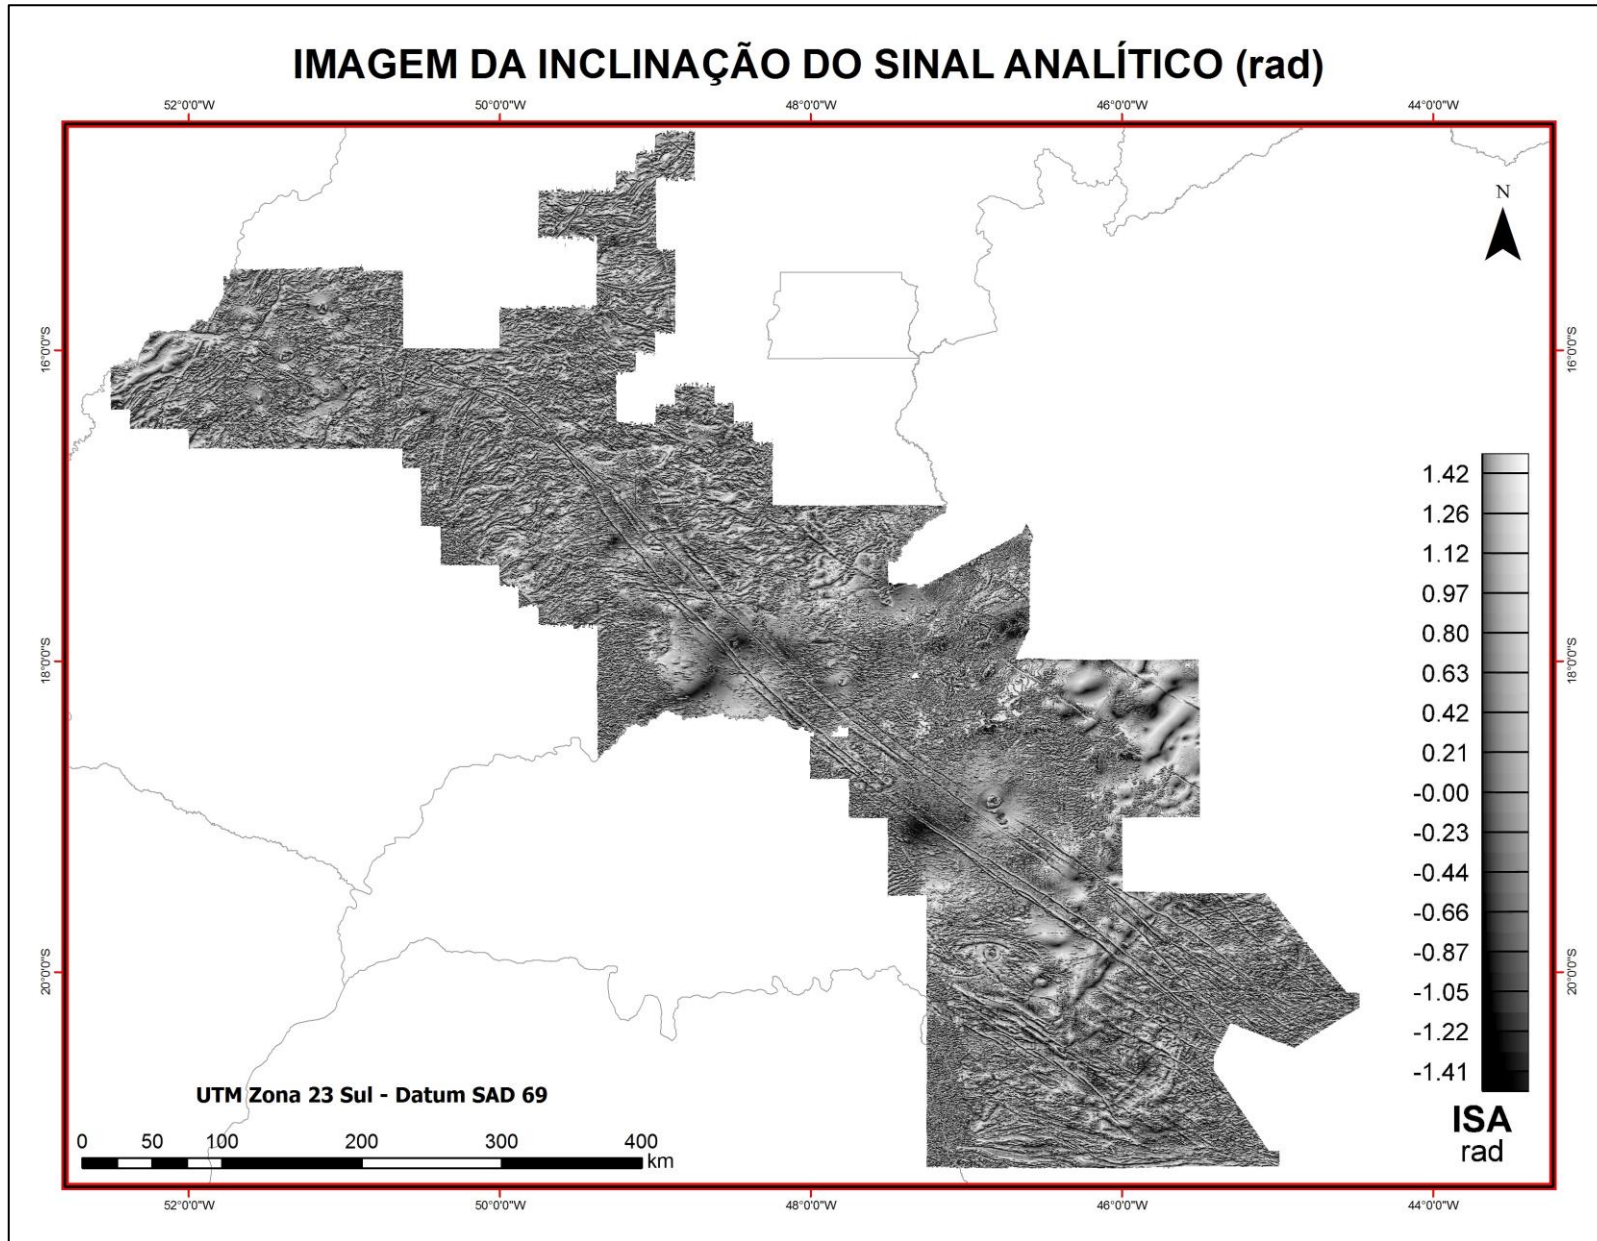 IMAGEM DA INCLINAÇÃO DO SINAL ANALÍTICO (rad)
52°0'0"W 50°0'0"W 48°0'0"W 46°0'0"W 44°0'0"W
N
16°0'0"S 16°0'0"S
18°0'0"S 18°0'0"S
20°0'0"S 20°0'0"S
1.42
1.26
1.12
0.97
0.80
0.63
0.42
0.21
-0.00
-0.23
-0.44
-0.66
-0.87
-1.05
-1.22
-1.41
ISA
rad
UTM Zona 23 Sul - Datum SAD 69
0 50 100 200 300 400
km
52°0'0"W 50°0'0"W 48°0'0"W 46°0'0"W 44°0'0"W